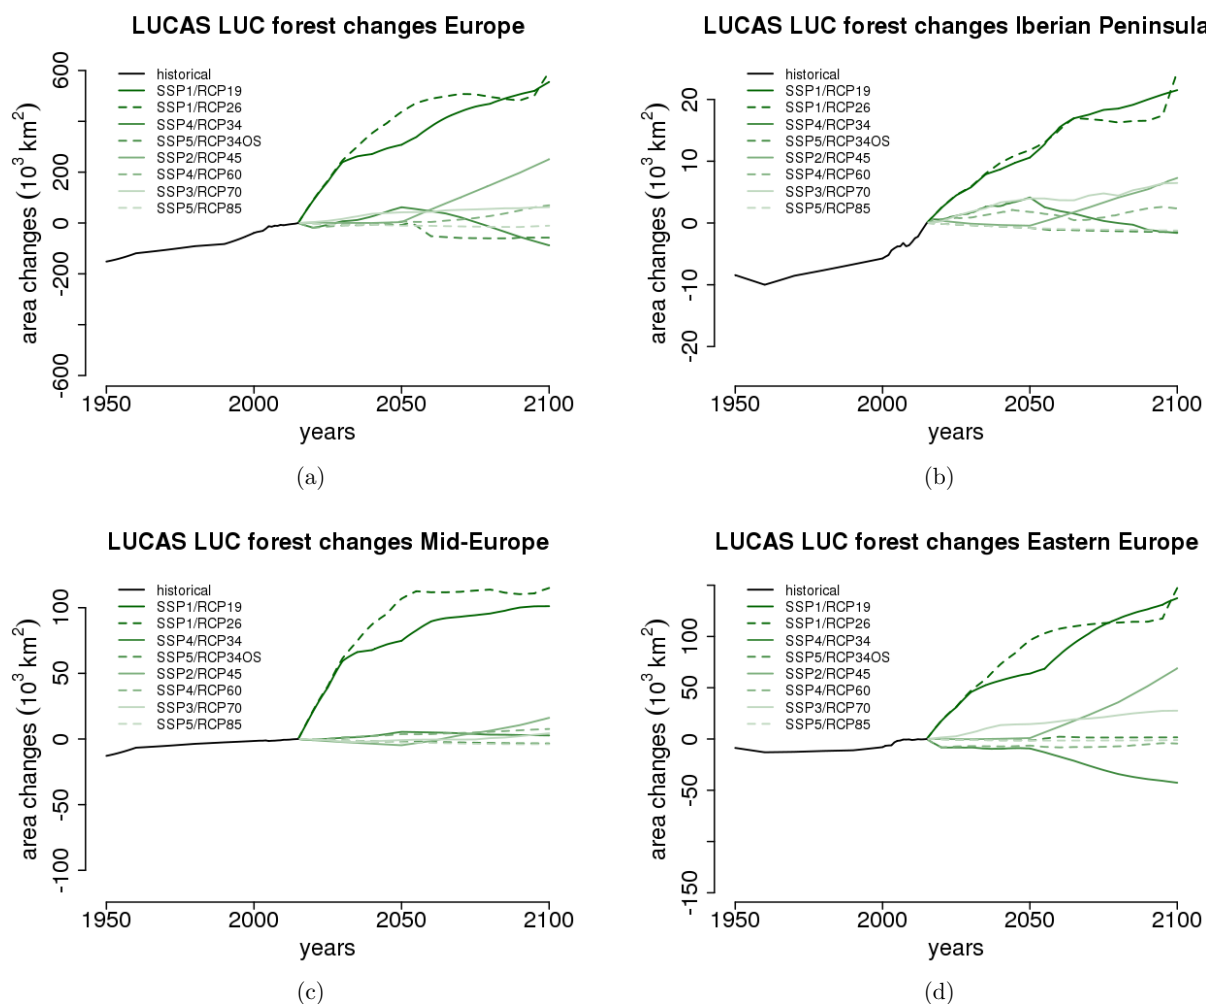 LUCAS LUC forest changes Europe
area changes (10³ km²)
600
200
0
-200
-600
historical
SSP1/RCP19
SSP1/RCP26
SSP4/RCP34
SSP5/RCP34OS
SSP2/RCP45
SSP4/RCP60
SSP3/RCP70
SSP5/RCP85
1950 2000 2050 2100
years
(a)
LUCAS LUC forest changes Iberian Peninsula
area changes (10³ km²)
20
10
0
-10
-20
historical
SSP1/RCP19
SSP1/RCP26
SSP4/RCP34
SSP5/RCP34OS
SSP2/RCP45
SSP4/RCP60
SSP3/RCP70
SSP5/RCP85
1950 2000 2050 2100
years
(b)
LUCAS LUC forest changes Mid-Europe
area changes (10³ km²)
100
50
0
-50
-100
historical
SSP1/RCP19
SSP1/RCP26
SSP4/RCP34
SSP5/RCP34OS
SSP2/RCP45
SSP4/RCP60
SSP3/RCP70
SSP5/RCP85
1950 2000 2050 2100
years
(c)
LUCAS LUC forest changes Eastern Europe
area changes (10³ km²)
100
50
0
-50
-150
historical
SSP1/RCP19
SSP1/RCP26
SSP4/RCP34
SSP5/RCP34OS
SSP2/RCP45
SSP4/RCP60
SSP3/RCP70
SSP5/RCP85
1950 2000 2050 2100
years
(d)